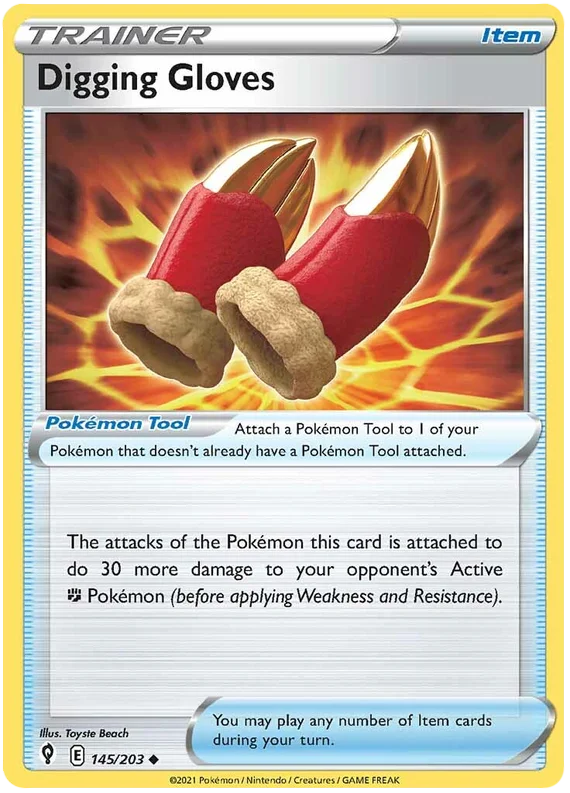 TRAINER
Item
Digging Gloves
Pokémon Tool
Attach a Pokémon Tool to 1 of your
Pokémon that doesn't already have a Pokémon Tool attached.
The attacks of the Pokémon this card is attached to
do 30 more damage to your opponent's Active
Pokémon (before applying Weakness and Resistance).
You may play any number of Item cards
during your turn.
Illus. Toyste Beach
E 145/203
©2021 Pokémon / Nintendo / Creatures / GAME FREAK